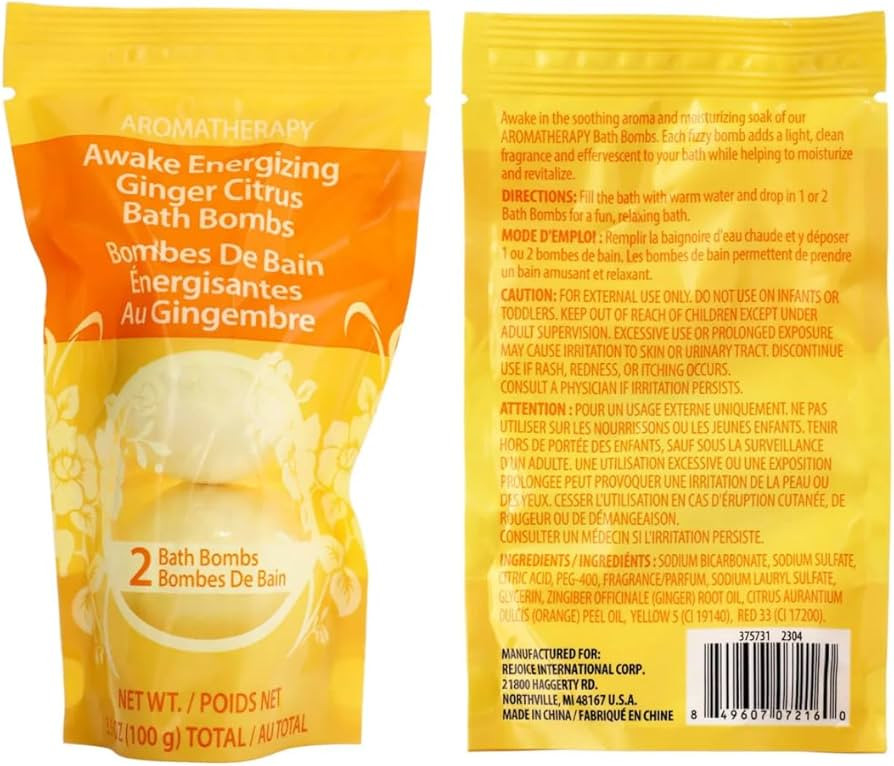 AROMATHERAPY
Awake Energizing
Ginger Citrus
Bath Bombs
Bombes De Bain
Énergisantes
Au Gingembre
2 Bath Bombs
Bombes De Bain
NET WT. / POIDS NET
(100 g) TOTAL / AU TOTAL
Awake in the soothing aroma and moisturizing soak of our
AROMATHERAPY Bath Bombs. Each fizzy bomb adds a light, clean
fragrance and effervescent to your bath while helping to moisturize
and revitalize.
DIRECTIONS: Fill the bath with warm water and drop in 1 or 2
Bath Bombs for a fun, relaxing bath.
MODE D'EMPLOI : Remplir la baignoire d'eau chaude et y déposer
1 ou 2 bombes de bain. Les bombes de bain permettent de prendre
un bain amusant et relaxant.
CAUTION: FOR EXTERNAL USE ONLY. DO NOT USE ON INFANTS OR
TODDLERS. KEEP OUT OF REACH OF CHILDREN EXCEPT UNDER
ADULT SUPERVISION. EXCESSIVE USE OR PROLONGED EXPOSURE
MAY CAUSE IRRITATION TO SKIN OR URINARY TRACT. DISCONTINUE
USE IF RASH, REDNESS, OR ITCHING OCCURS.
CONSULT A PHYSICIAN IF IRRITATION PERSISTS.
ATTENTION : POUR UN USAGE EXTERNE UNIQUEMENT. NE PAS
UTILISER SUR LES NOURRISSONS OU LES JEUNES ENFANTS. TENIR
HORS DE PORTÉE DES ENFANTS, SAUF SOUS LA SURVEILLANCE
D'UN ADULTE. UNE UTILISATION EXCESSIVE OU UNE EXPOSITION
PROLONGEE PEUT PROVOQUER UNE IRRITATION DE LA PEAU OU
DES YEUX. CESSER L'UTILISATION EN CAS D'ÉRUPTION CUTANÉE, DE
ROUGEUR OU DE DÉMANGEAISON.
CONSULTER UN MÉDECIN SI L'IRRITATION PERSISTE.
INGREDIENTS / INGRÉDIÉNTS : SODIUM BICARBONATE, SODIUM SULFATE,
CITRIC ACID, PEG-400, FRAGRANCE/PARFUM, SODIUM LAURYL SULFATE,
GLYCERIN, ZINGIBER OFFICINALE (GINGER) ROOT OIL, CITRUS AURANTIUM
DULCIS (ORANGE) PEEL OIL, YELLOW 5 (CI 19140), RED 33 (CI 17200).
MANUFACTURED FOR:
REJOICE INTERNATIONAL CORP.
21800 HAGGERTY RD.
NORTHVILLE, MI 48167 U.S.A.
MADE IN CHINA / FABRIQUÉ EN CHINE
375731 2304
8 49607 07216 0